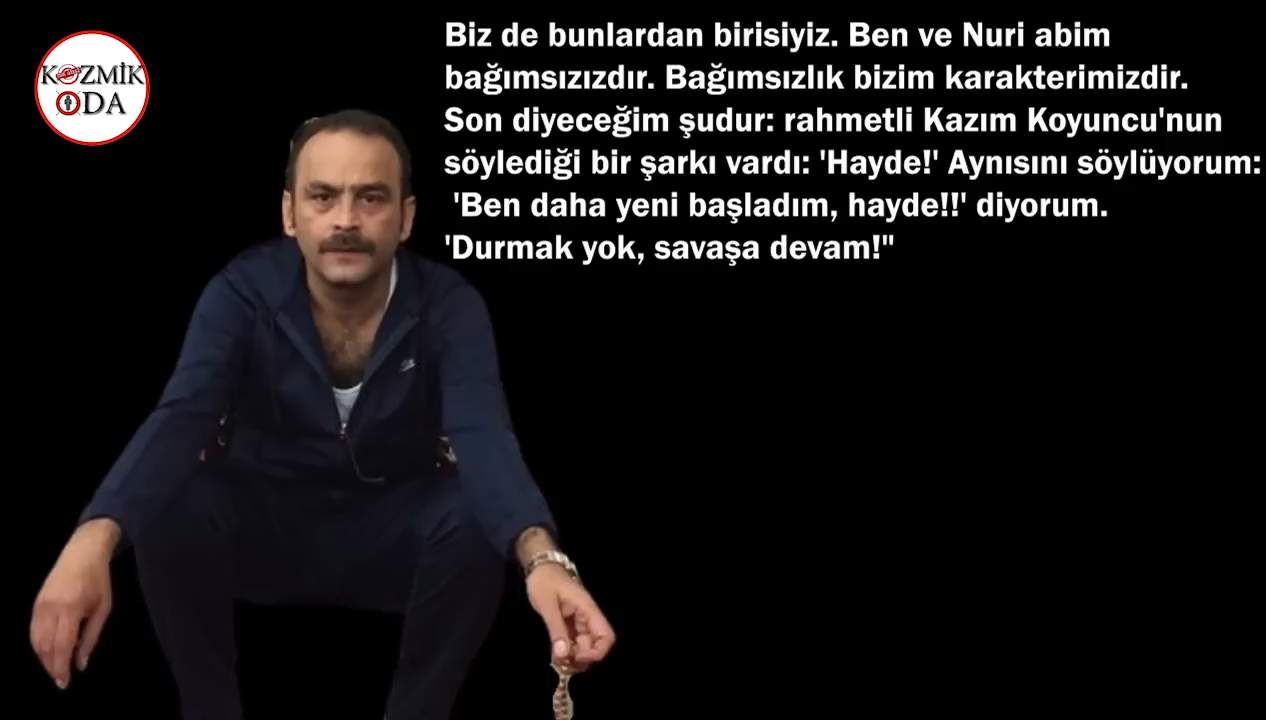 KOZMİK
ODA
Biz de bunlardan birisiyiz. Ben ve Nuri abim
bağımsızızdır. Bağımsızlık bizim karakterimizdir.
Son diyeceğim şudur: rahmetli Kazım Koyuncu'nun
söylediği bir şarkı vardı: 'Hayde!' Aynısını söylüyorum:
'Ben daha yeni başladım, hayde!!' diyorum.
'Durmak yok, savaşa devam!"